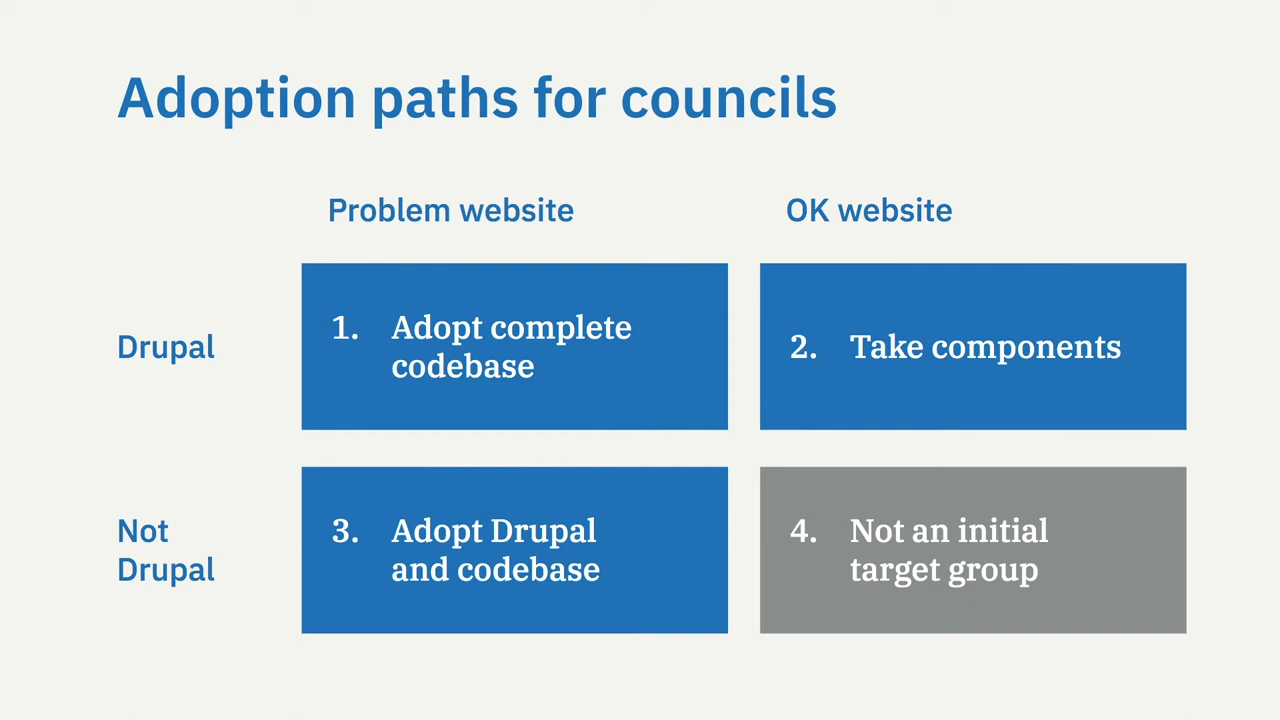 Adoption paths for councils
Problem website
OK website
Drupal
1. Adopt complete
codebase
2. Take components
Not
Drupal
3. Adopt Drupal
and codebase
4. Not an initial
target group